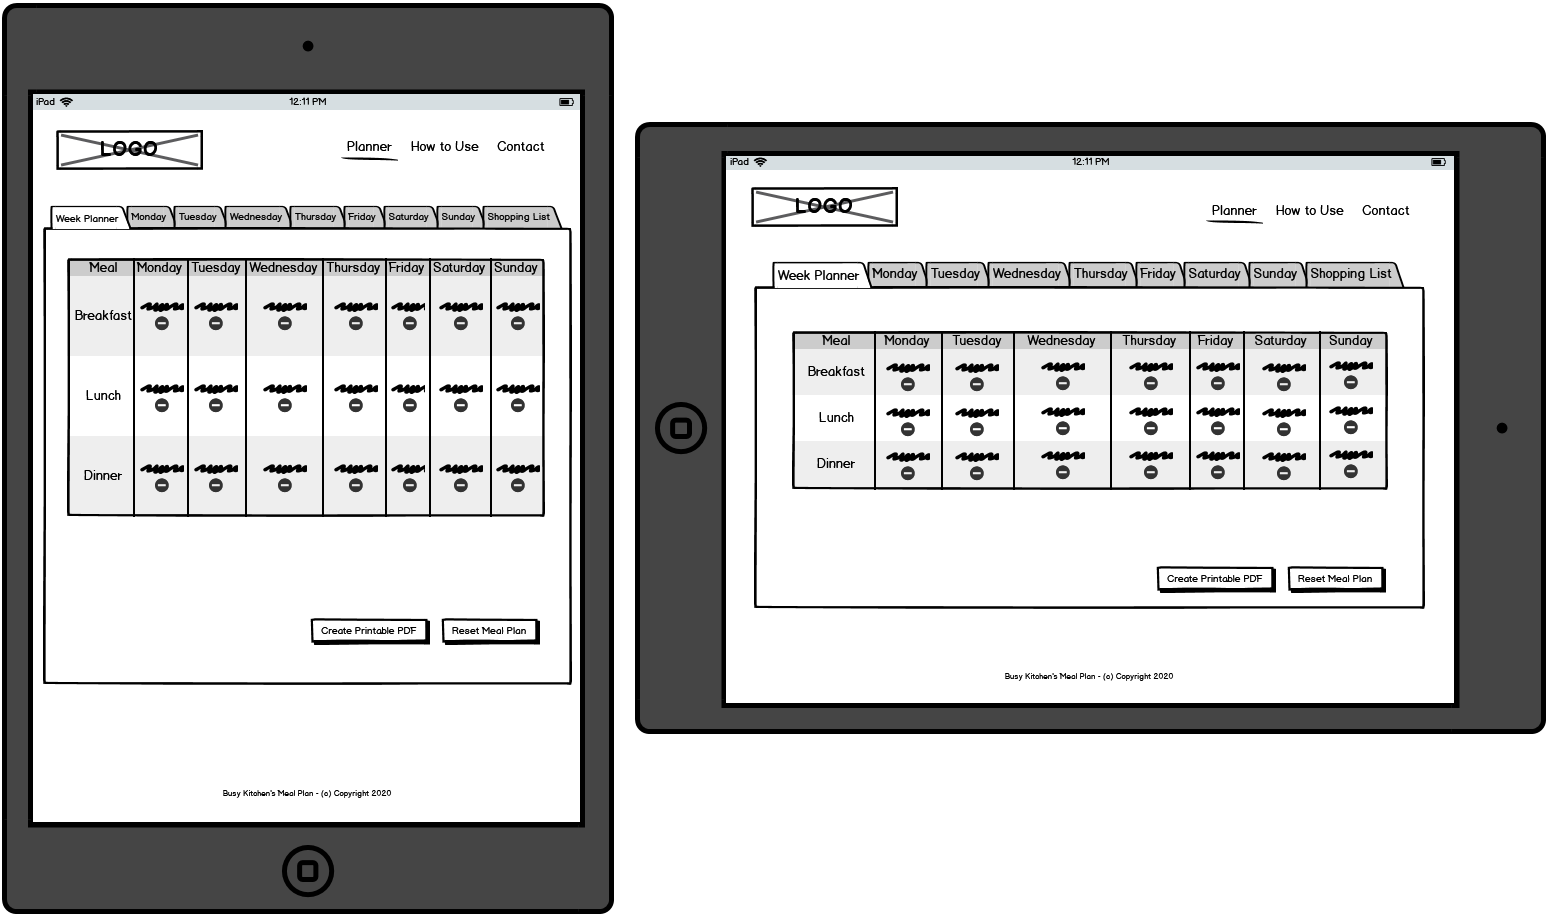 iPad 12:11 PM
LOGO
Planner How to Use Contact
Week Planner Monday Tuesday Wednesday Thursday Friday Saturday Sunday Shopping List
Meal Monday Tuesday Wednesday Thursday Friday Saturday Sunday
Breakfast
Lunch
Dinner
Create Printable PDF Reset Meal Plan
Busy Kitchen's Meal Plan - (c) Copyright 2020
iPad 12:11 PM
LOGO
Planner How to Use Contact
Week Planner Monday Tuesday Wednesday Thursday Friday Saturday Sunday Shopping List
Meal Monday Tuesday Wednesday Thursday Friday Saturday Sunday
Breakfast
Lunch
Dinner
Create Printable PDF Reset Meal Plan
Busy Kitchen's Meal Plan - (c) Copyright 2020